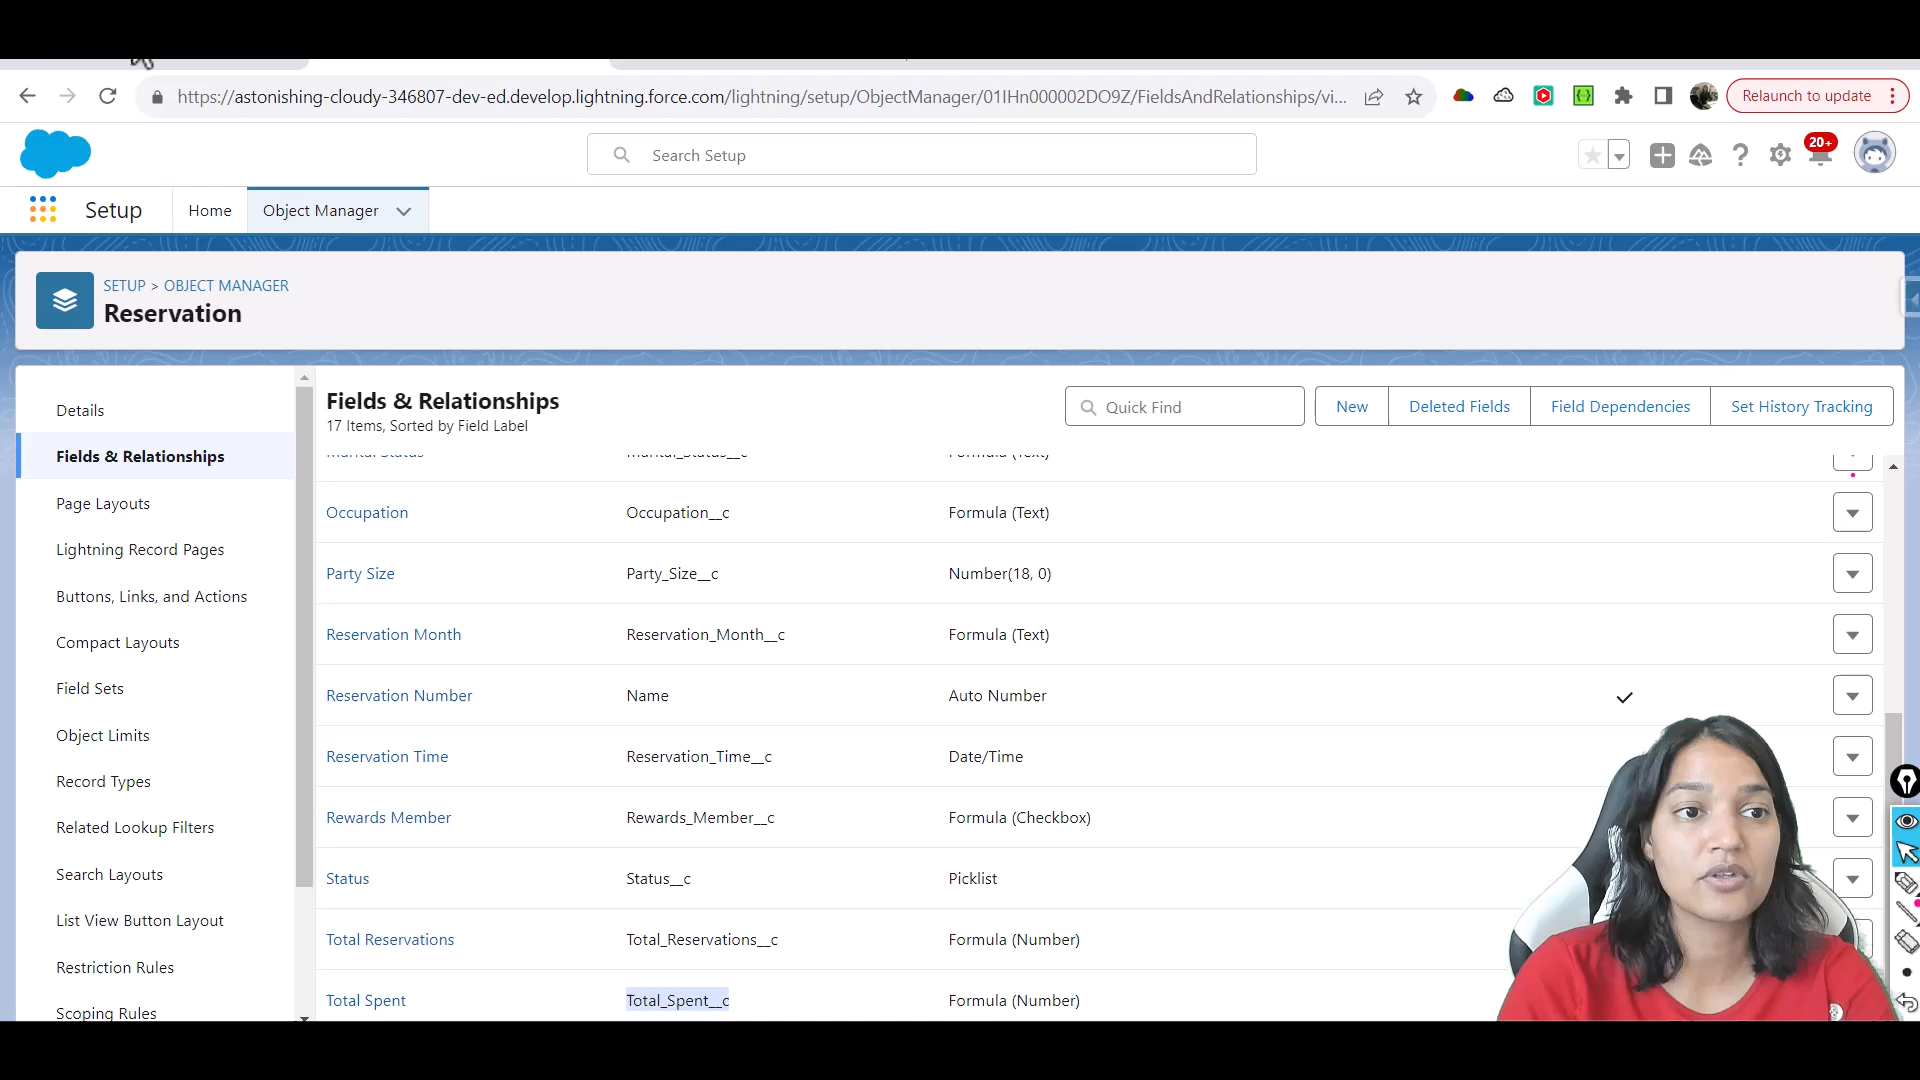 https://astonishing-cloudy-346807-dev-ed.develop.lightning.force.com/lightning/setup/ObjectManager/01IHn000002DO9Z/FieldsAndRelationships/vi...
Relaunch to update
Search Setup
20+
Setup
Home
Object Manager
SETUP > OBJECT MANAGER
Reservation
Details
Fields & Relationships
Page Layouts
Lightning Record Pages
Buttons, Links, and Actions
Compact Layouts
Field Sets
Object Limits
Record Types
Related Lookup Filters
Search Layouts
List View Button Layout
Restriction Rules
Scoping Rules
Fields & Relationships
17 Items, Sorted by Field Label
Quick Find
New
Deleted Fields
Field Dependencies
Set History Tracking
Marital Status Marital_Status__c Formula (Text)
Occupation Occupation__c Formula (Text)
Party Size Party_Size__c Number(18, 0)
Reservation Month Reservation_Month__c Formula (Text)
Reservation Number Name Auto Number
Reservation Time Reservation_Time__c Date/Time
Rewards Member Rewards_Member__c Formula (Checkbox)
Status Status__c Picklist
Total Reservations Total_Reservations__c Formula (Number)
Total Spent Total_Spent__c Formula (Number)